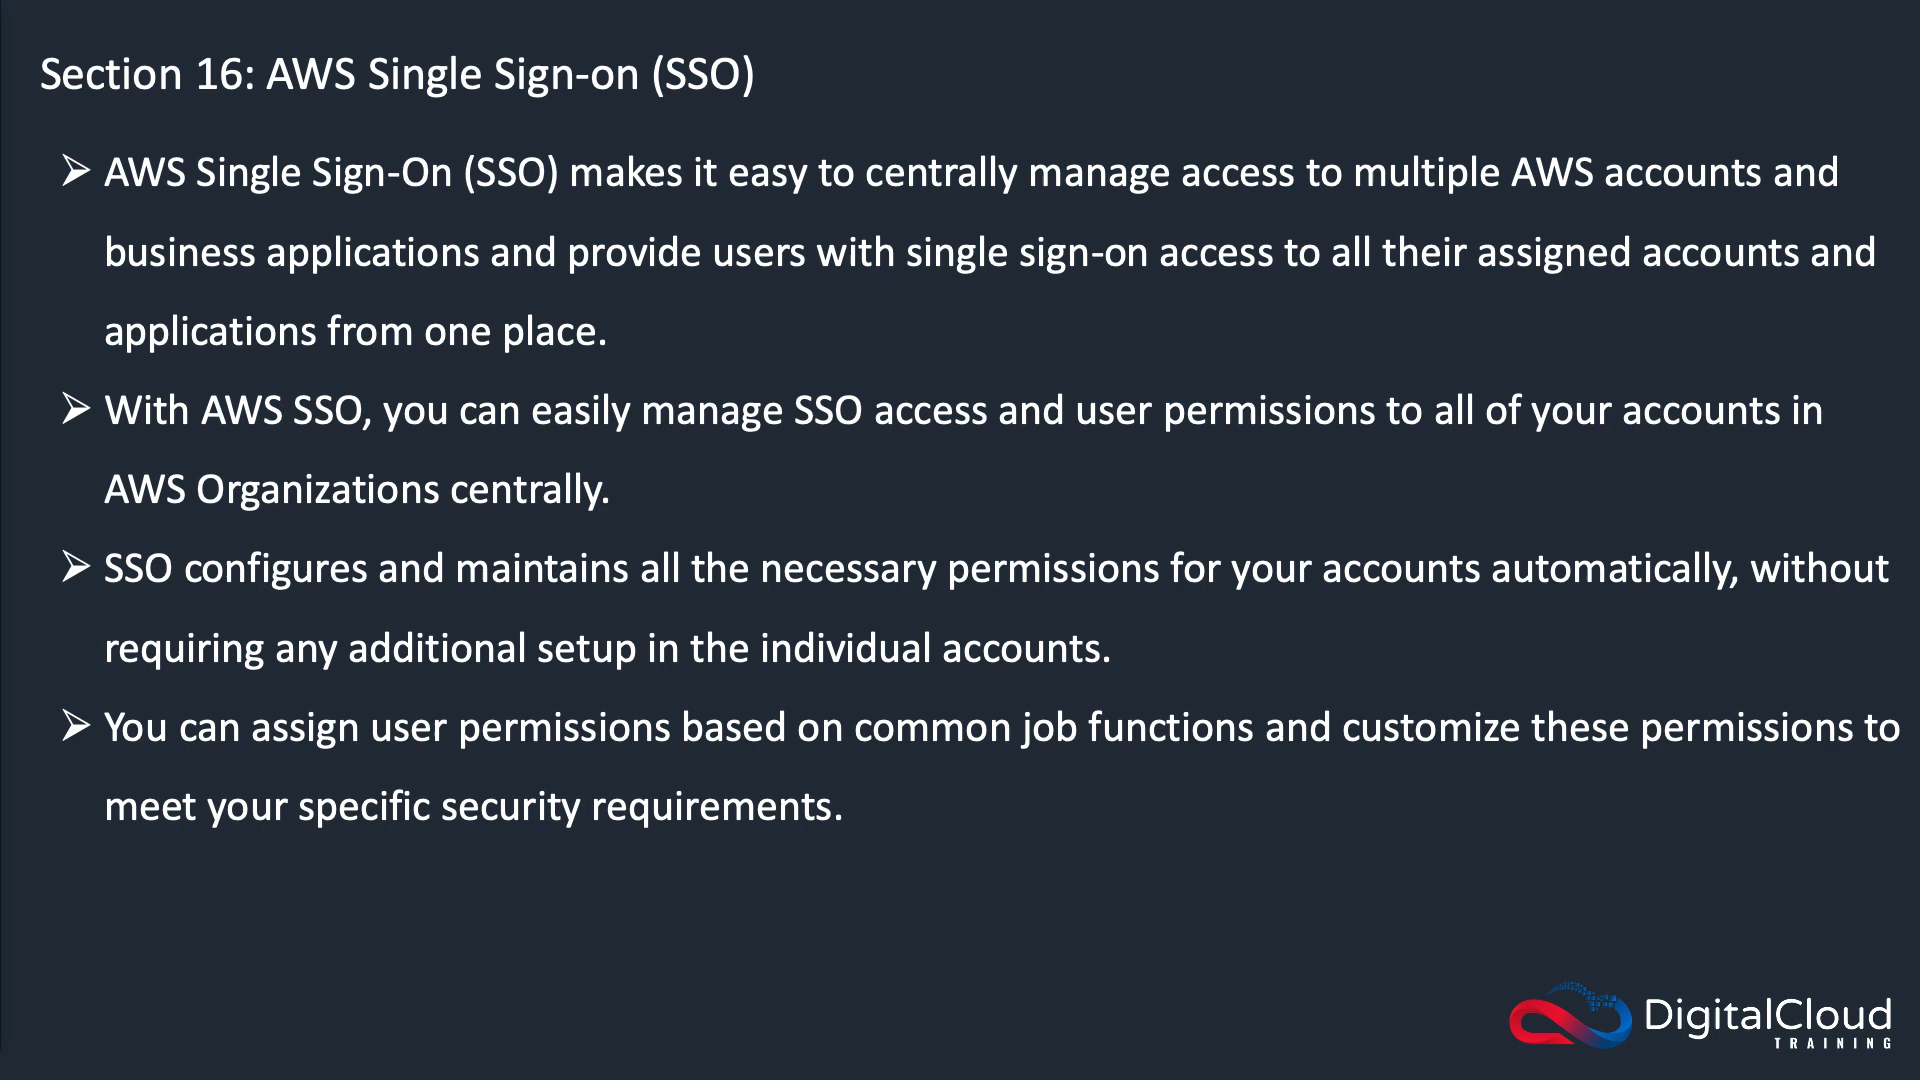 Section 16: AWS Single Sign-on (SSO)
➢ AWS Single Sign-On (SSO) makes it easy to centrally manage access to multiple AWS accounts and
business applications and provide users with single sign-on access to all their assigned accounts and
applications from one place.
➢ With AWS SSO, you can easily manage SSO access and user permissions to all of your accounts in
AWS Organizations centrally.
➢ SSO configures and maintains all the necessary permissions for your accounts automatically, without
requiring any additional setup in the individual accounts.
➢ You can assign user permissions based on common job functions and customize these permissions to
meet your specific security requirements.
DigitalCloud
TRAINING